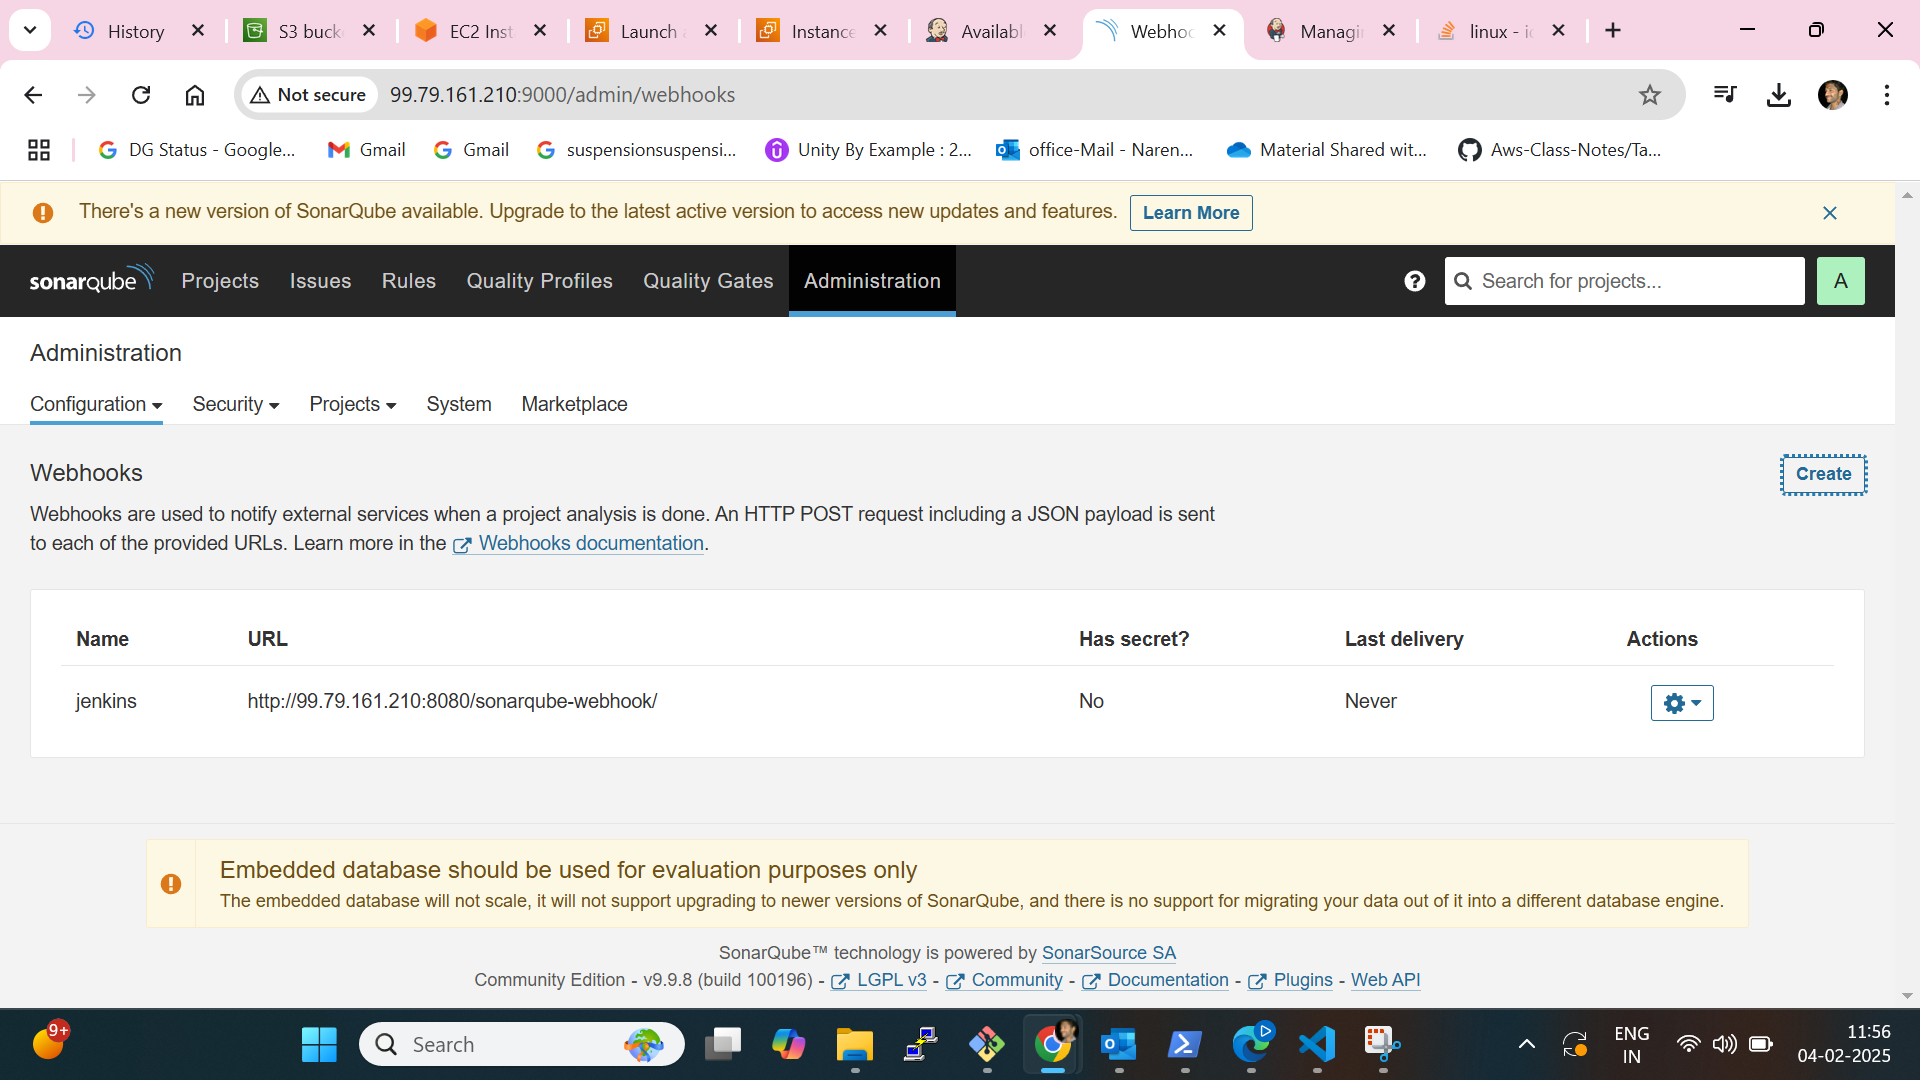 History
S3 buck
EC2 Inst
Launch a
Instance
Availabl
Webhoo
Managi
linux - i
Not secure
99.79.161.210:9000/admin/webhooks
DG Status - Google...
Gmail
Gmail
suspensionsuspensi...
Unity By Example : 2...
office-Mail - Naren...
Material Shared wit...
Aws-Class-Notes/Ta...
There's a new version of SonarQube available. Upgrade to the latest active version to access new updates and features.
Learn More
sonarqube
Projects
Issues
Rules
Quality Profiles
Quality Gates
Administration
Search for projects...
A
Administration
Configuration
Security
Projects
System
Marketplace
Webhooks
Create
Webhooks are used to notify external services when a project analysis is done. An HTTP POST request including a JSON payload is sent
to each of the provided URLs. Learn more in the Webhooks documentation.
Name URL Has secret? Last delivery Actions
jenkins http://99.79.161.210:8080/sonarqube-webhook/ No Never
Embedded database should be used for evaluation purposes only
The embedded database will not scale, it will not support upgrading to newer versions of SonarQube, and there is no support for migrating your data out of it into a different database engine.
SonarQube™ technology is powered by SonarSource SA
Community Edition - v9.9.8 (build 100196) - LGPL v3 - Community - Documentation - Plugins - Web API
9+
Search
ENG
IN
11:56
04-02-2025